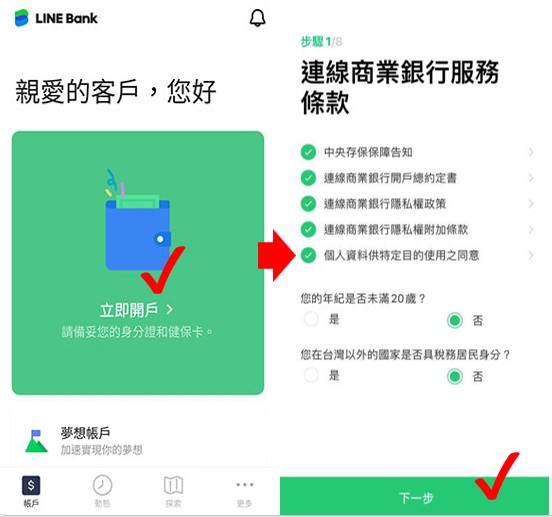 LINE Bank
親愛的客戶，您好
立即開戶 >
請備妥您的身分證和健保卡。
夢想帳戶
加速實現你的夢想
帳戶
動態
探索
更多
步驟 1/8
連線商業銀行服務
條款
中央存保保障告知
連線商業銀行開戶總約定書
連線商業銀行隱私權政策
連線商業銀行隱私權附加條款
個人資料供特定目的使用之同意
您的年紀是否未滿20歲？
是 否
您在台灣以外的國家是否具稅務居民身分？
是 否
下一步